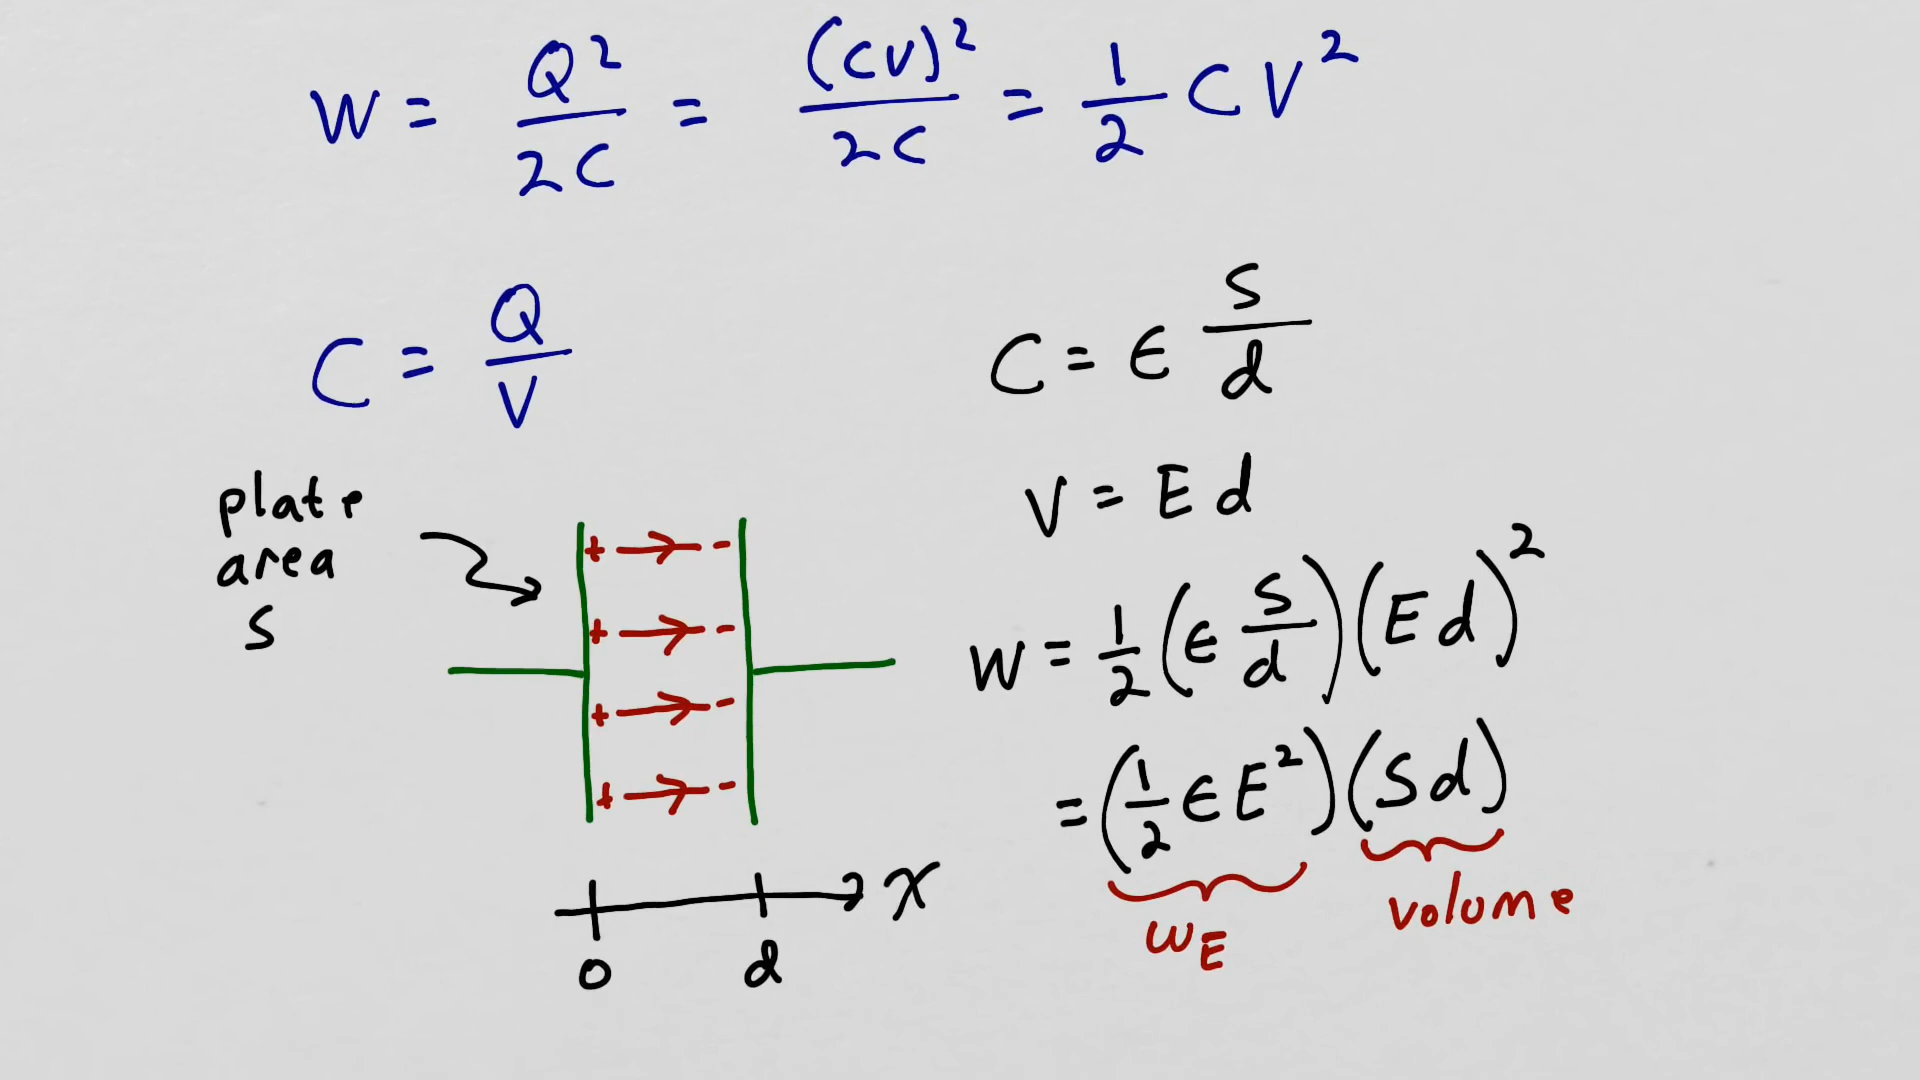 W = Q²/2C = (CV)²/2C = 1/2 CV²
C = Q/V
C = ϵ S/d
V = Ed
plate
area
S
+ -
+ -
+ -
+ -
W = 1/2 (ϵ S/d)(Ed)²
= (1/2 ϵE²)(Sd)
w_E volume
x
0 d